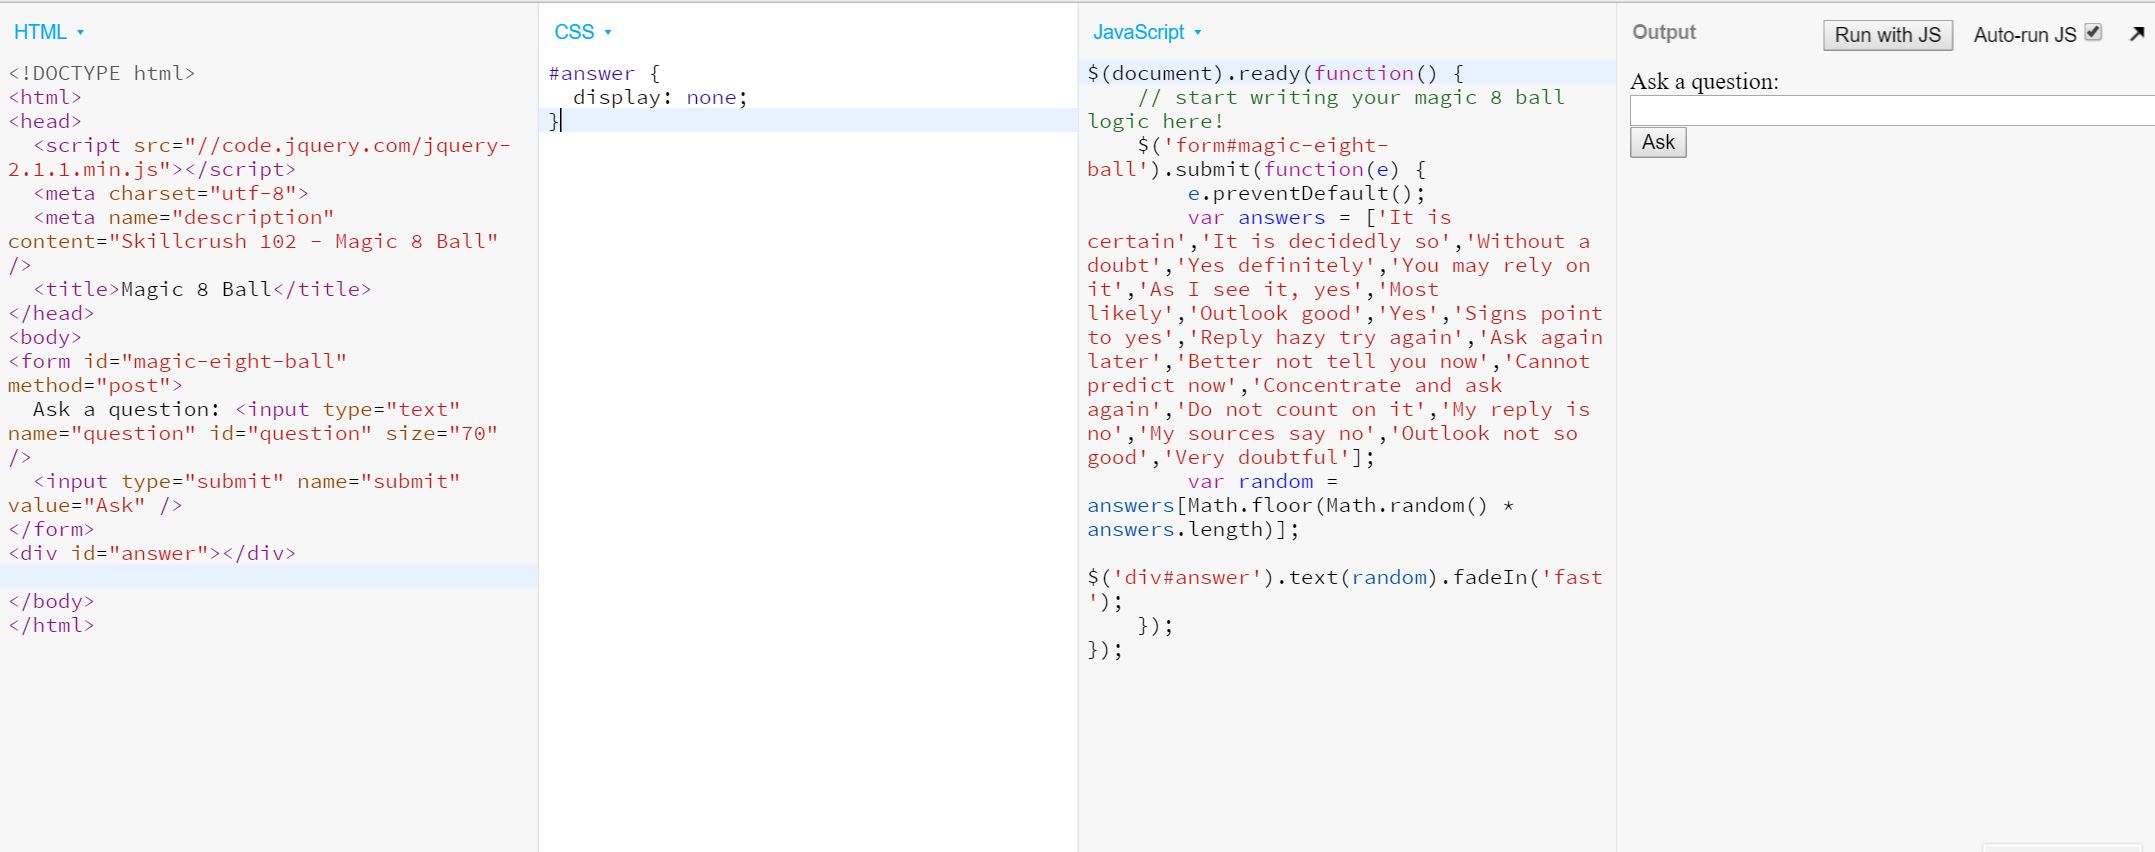 HTML
<!DOCTYPE html>
<html>
<head>
  <script src="//code.jquery.com/jquery-
2.1.1.min.js"></script>
  <meta charset="utf-8">
  <meta name="description"
content="Skillcrush 102 - Magic 8 Ball"
/>
  <title>Magic 8 Ball</title>
</head>
<body>
<form id="magic-eight-ball"
method="post">
  Ask a question: <input type="text"
name="question" id="question" size="70"
/>
  <input type="submit" name="submit"
value="Ask" />
</form>
<div id="answer"></div>
</body>
</html>
CSS
#answer {
  display: none;
}
JavaScript
$(document).ready(function() {
    // start writing your magic 8 ball
logic here!
    $('form#magic-eight-
ball').submit(function(e) {
        e.preventDefault();
        var answers = ['It is
certain','It is decidedly so','Without a
doubt','Yes definitely','You may rely on
it','As I see it, yes','Most
likely','Outlook good','Yes','Signs point
to yes','Reply hazy try again','Ask again
later','Better not tell you now','Cannot
predict now','Concentrate and ask
again','Do not count on it','My reply is
no','My sources say no','Outlook not so
good','Very doubtful'];
        var random =
answers[Math.floor(Math.random() *
answers.length)];
$('div#answer').text(random).fadeIn('fast
');
    });
});
Output
Run with JS
Auto-run JS
Ask a question:
Ask